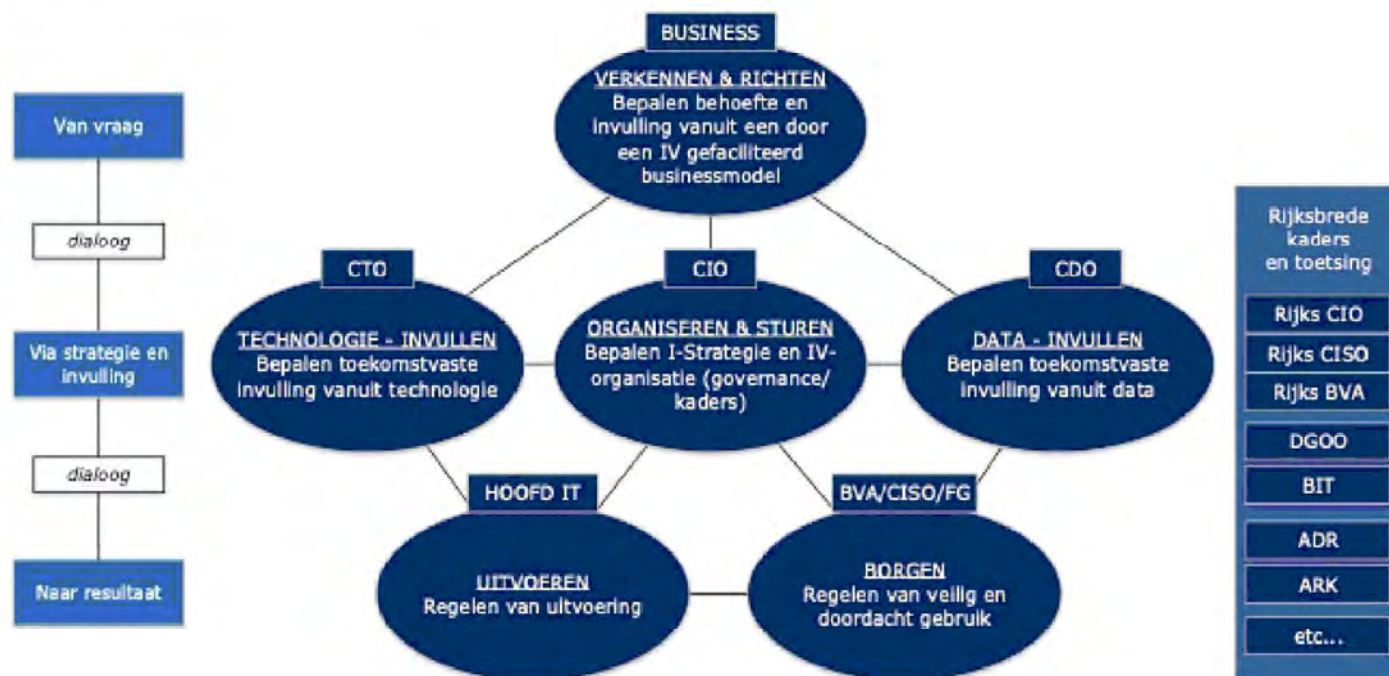 BUSINESS
VERKENNEN & RICHTEN
Bepalen behoefte en
invulling vanuit een door
een IV gefaciliteerd
businessmodel
Van vraag
dialoog
Via strategie en
invulling
dialoog
Naar resultaat
CTO
TECHNOLOGIE - INVULLEN
Bepalen toekomstvaste
invulling vanuit technologie
CIO
ORGANISEREN & STUREN
Bepalen I-Strategie en IV-
organisatie (governance/
kaders)
CDO
DATA - INVULLEN
Bepalen toekomstvaste
invulling vanuit data
HOOFD IT
UITVOEREN
Regelen van uitvoering
BVA/CISO/FG
BORGEN
Regelen van veilig en
doordacht gebruik
Rijksbrede
kaders
en toetsing
Rijks CIO
Rijks CISO
Rijks BVA
DGOO
BIT
ADR
ARK
etc...